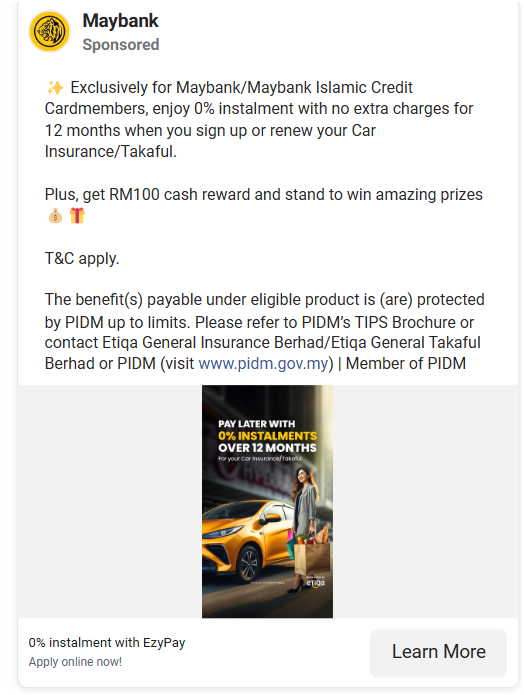 Maybank
Sponsored
✨ Exclusively for Maybank/Maybank Islamic Credit
Cardmembers, enjoy 0% instalment with no extra charges for
12 months when you sign up or renew your Car
Insurance/Takaful.
Plus, get RM100 cash reward and stand to win amazing prizes
💰🎁
T&C apply.
The benefit(s) payable under eligible product is (are) protected
by PIDM up to limits. Please refer to PIDM’s TIPS Brochure or
contact Etiqa General Insurance Berhad/Etiqa General Takaful
Berhad or PIDM (visit www.pidm.gov.my) | Member of PIDM
PAY LATER WITH
0% INSTALMENTS
OVER 12 MONTHS
For your Car Insurance/Takaful
etiqa
0% instalment with EzyPay
Apply online now!
Learn More